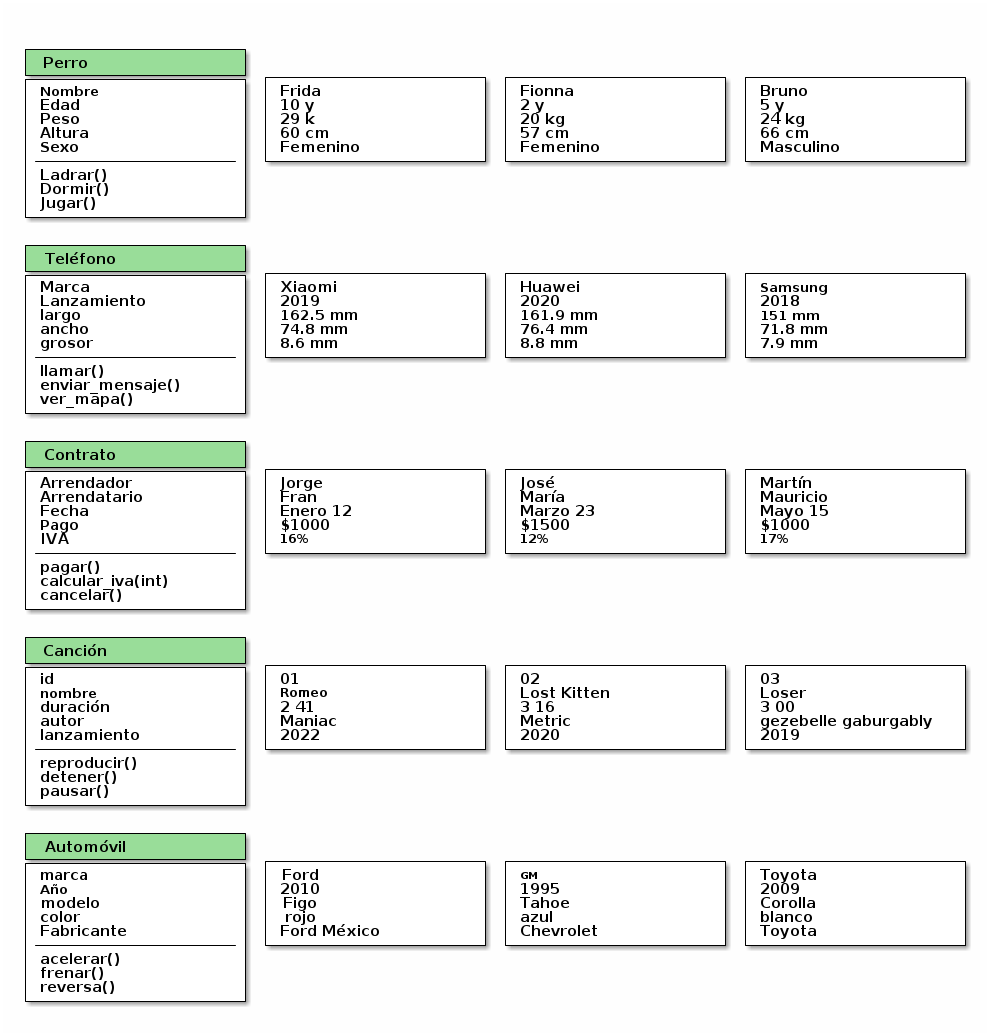 Perro
Nombre
Edad
Peso
Altura
Sexo
Ladrar()
Dormir()
Jugar()
Frida
10 y
29 k
60 cm
Femenino
Fionna
2 y
20 kg
57 cm
Femenino
Bruno
5 y
24 kg
66 cm
Masculino
Teléfono
Marca
Lanzamiento
largo
ancho
grosor
llamar()
enviar_mensaje()
ver_mapa()
Xiaomi
2019
162.5 mm
74.8 mm
8.6 mm
Huawei
2020
161.9 mm
76.4 mm
8.8 mm
Samsung
2018
151 mm
71.8 mm
7.9 mm
Contrato
Arrendador
Arrendatario
Fecha
Pago
IVA
pagar()
calcular_iva(int)
cancelar()
Jorge
Fran
Enero 12
$1000
16%
José
María
Marzo 23
$1500
12%
Martín
Mauricio
Mayo 15
$1000
17%
Canción
id
nombre
duración
autor
lanzamiento
reproducir()
detener()
pausar()
01
Romeo
2 41
Maniac
2022
02
Lost Kitten
3 16
Metric
2020
03
Loser
3 00
gezebelle gaburgably
2019
Automóvil
marca
Año
modelo
color
Fabricante
acelerar()
frenar()
reversa()
Ford
2010
Figo
rojo
Ford México
GM
1995
Tahoe
azul
Chevrolet
Toyota
2009
Corolla
blanco
Toyota